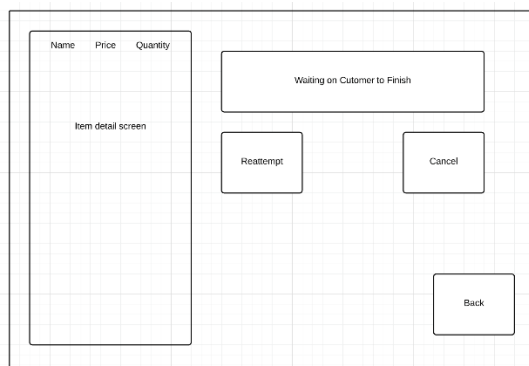 Name Price Quantity
Item detail screen
Waiting on Cutomer to Finish
Reattempt
Cancel
Back